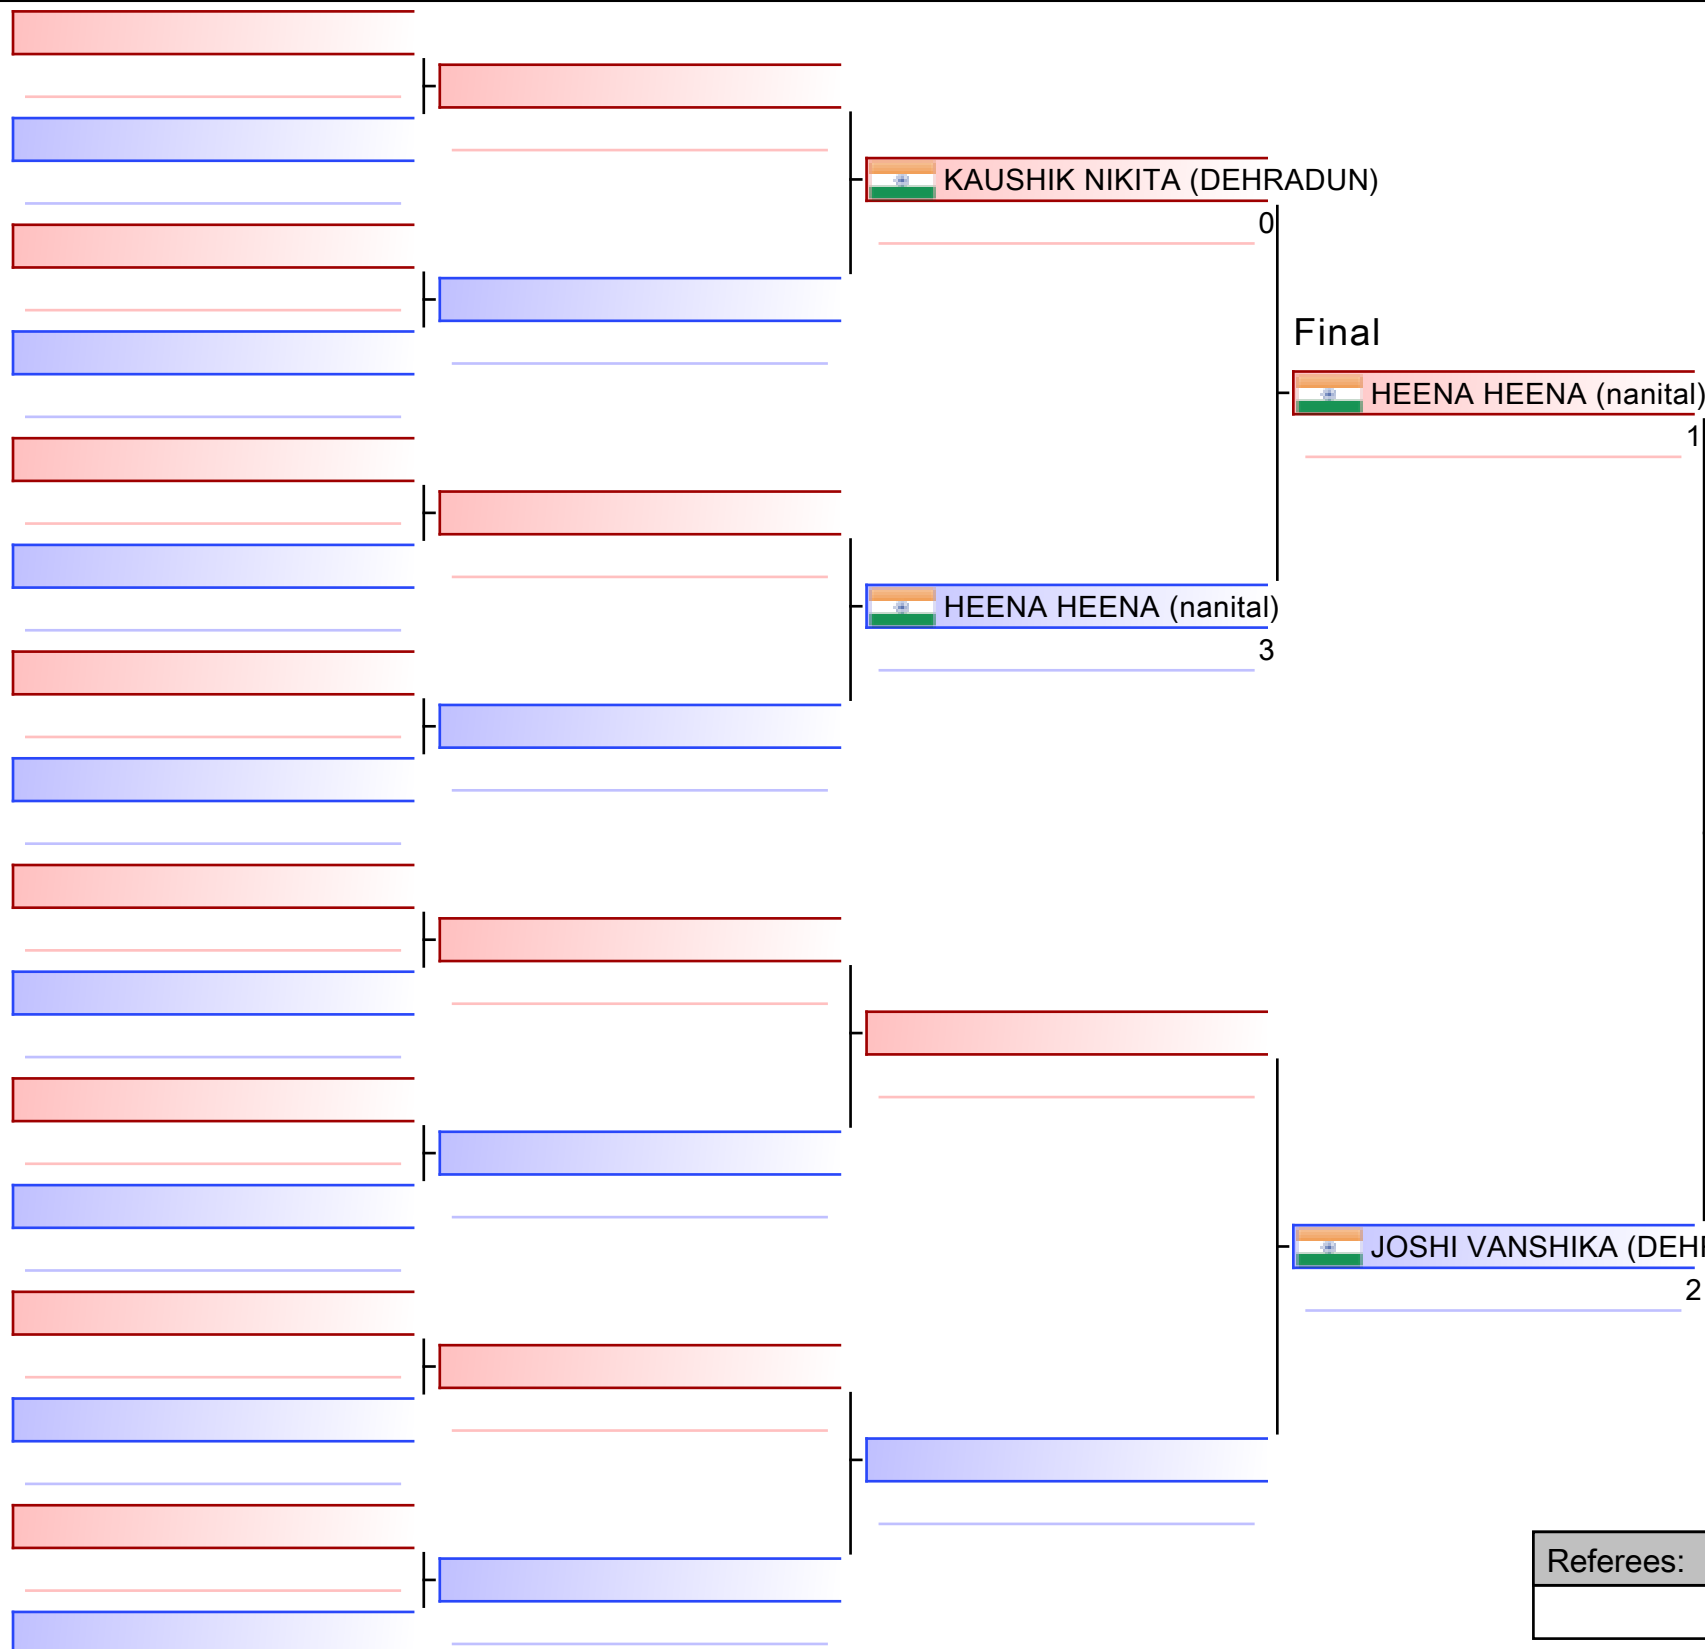 KAUSHIK NIKITA (DEHRADUN)
0
Final
HEENA HEENA (nanital)
1
HEENA HEENA (nanital)
3
JOSHI VANSHIKA
2
Referees: